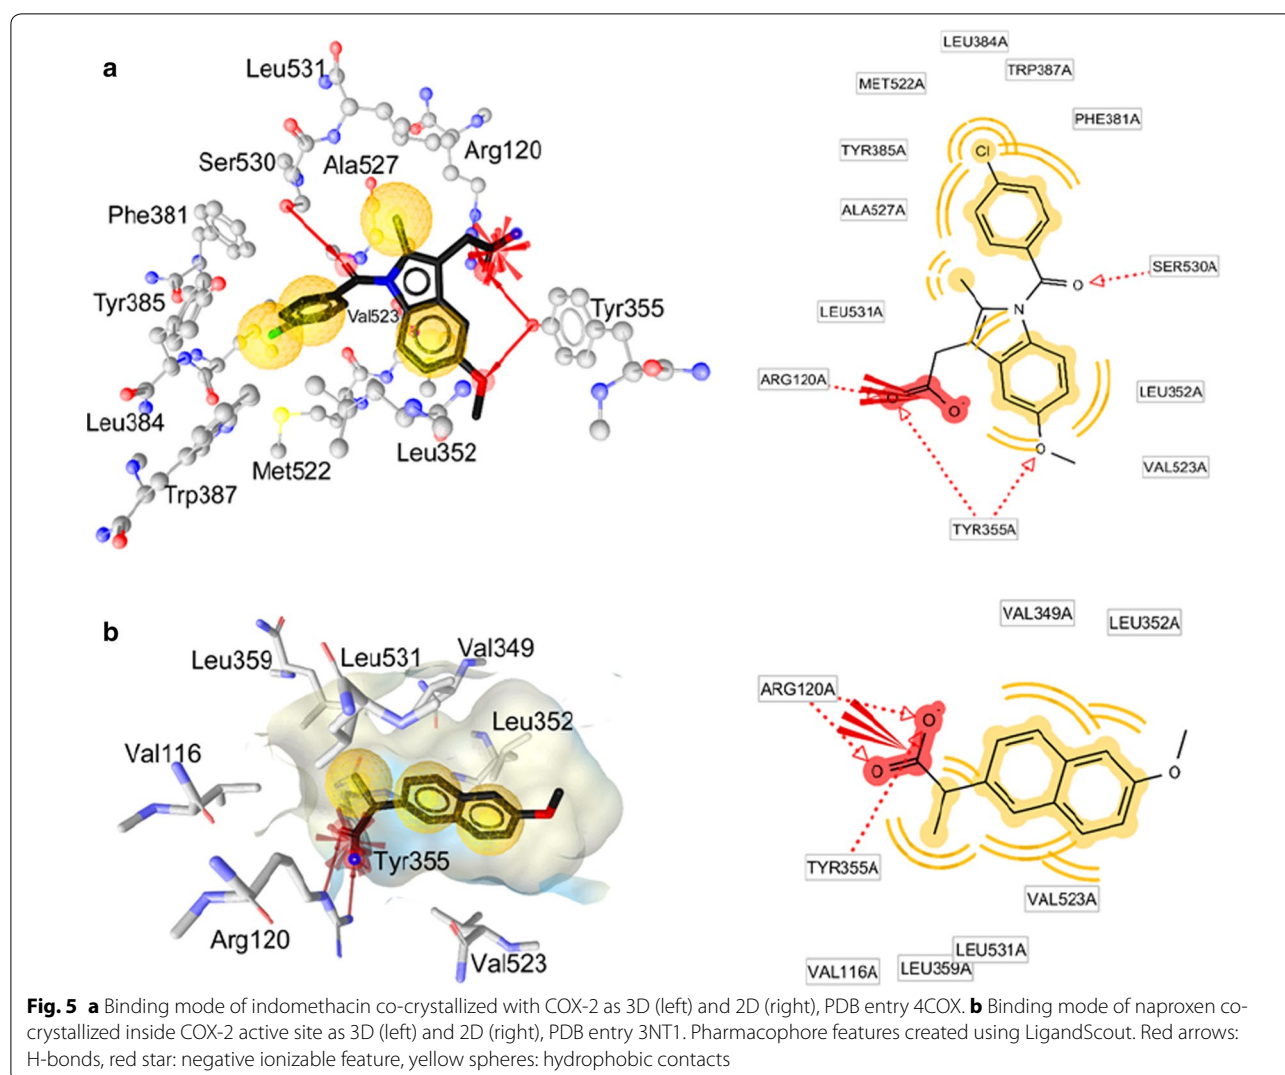 a
Leu531
Ser530
Ala527
Arg120
Phe381
Tyr385
Val523
Tyr355
Leu384
Met522
Leu352
Trp387
LEU384A
TRP387A
MET522A
PHE381A
TYR385A
Cl
ALA527A
SER530A
O
N
LEU531A
ARG120A
O
O-
LEU352A
O
VAL523A
TYR355A
b
Leu359
Leu531
Val349
Leu352
Val116
Tyr355
Arg120
Val523
VAL349A
LEU352A
ARG120A
O-
O
O
TYR355A
VAL523A
LEU531A
VAL116A
LEU359A
Fig. 5 a Binding mode of indomethacin co-crystallized with COX-2 as 3D (left) and 2D (right), PDB entry 4COX. b Binding mode of naproxen co-
crystallized inside COX-2 active site as 3D (left) and 2D (right), PDB entry 3NT1. Pharmacophore features created using LigandScout. Red arrows:
H-bonds, red star: negative ionizable feature, yellow spheres: hydrophobic contacts